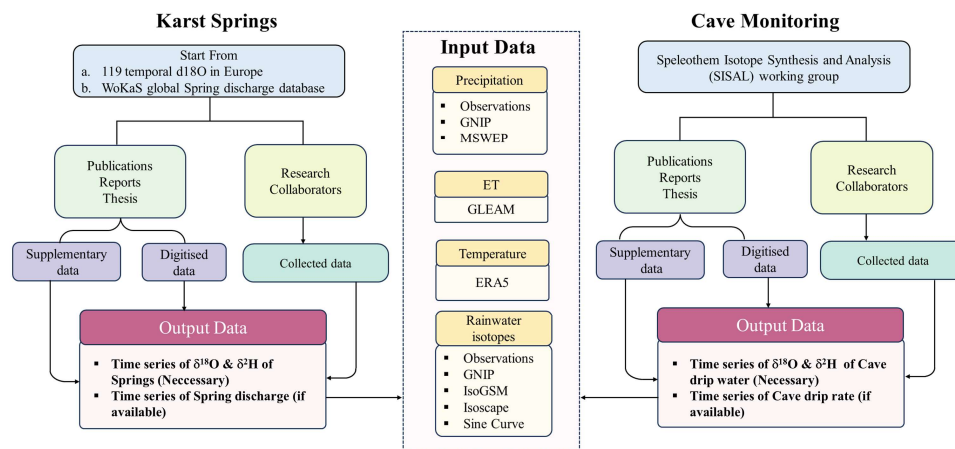 Karst Springs
Start From
a. 119 temporal d18O in Europe
b. WoKaS global Spring discharge database
Publications
Reports
Thesis
Research
Collaborators
Supplementary
data
Digitised
data
Collected data
Output Data
▪ Time series of δ¹⁸O & δ²H of
Springs (Neccessary)
▪ Time series of Spring discharge (if
available)
Input Data
Precipitation
▪ Observations
▪ GNIP
▪ MSWEP
ET
GLEAM
Temperature
ERA5
Rainwater
isotopes
▪ Observations
▪ GNIP
▪ IsoGSM
▪ Isoscape
▪ Sine Curve
Cave Monitoring
Speleothem Isotope Synthesis and Analysis
(SISAL) working group
Publications
Reports
Thesis
Research
Collaborators
Supplementary
data
Digitised
data
Collected data
Output Data
▪ Time series of δ¹⁸O & δ²H of Cave
drip water (Necessary)
▪ Time series of Cave drip rate (if
available)